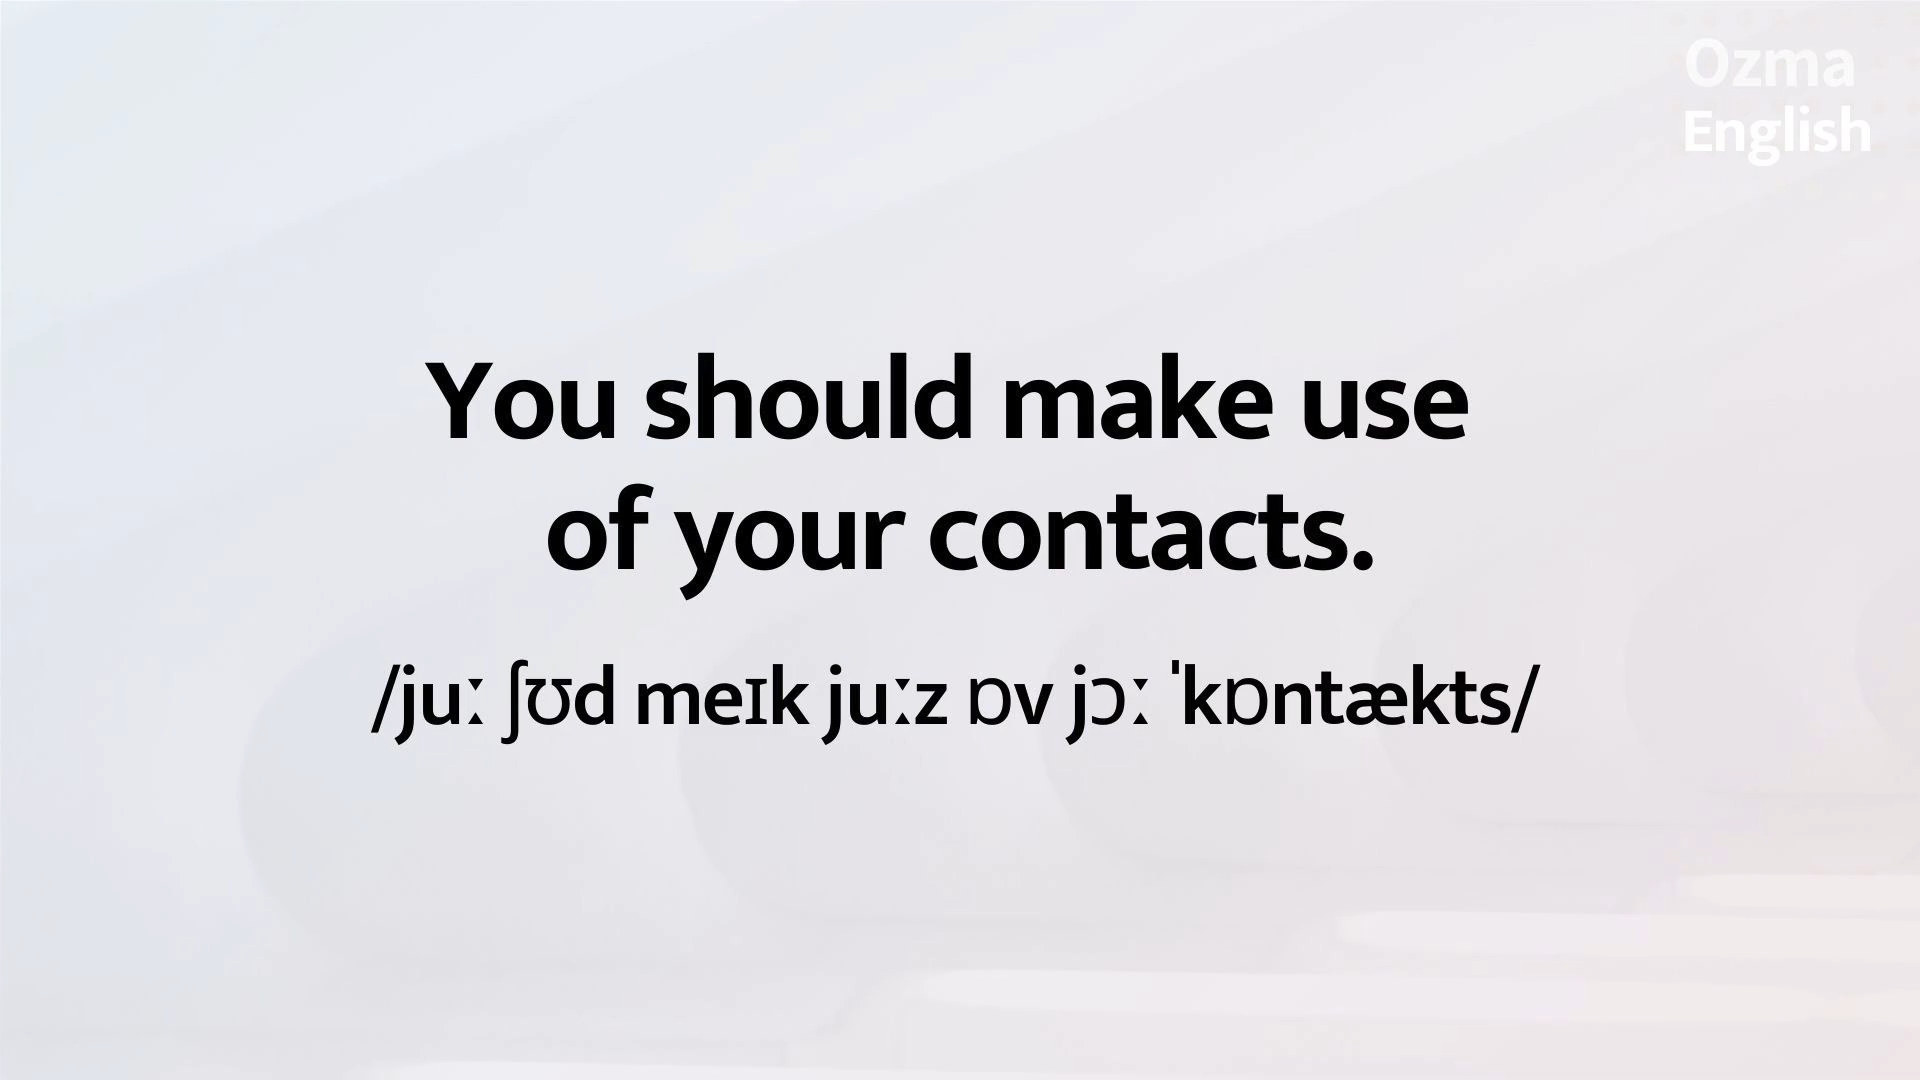 Ozma
English
You should make use
of your contacts.
/juː ʃʊd meɪk juːz ɒv jɔː ˈkɒntækts/